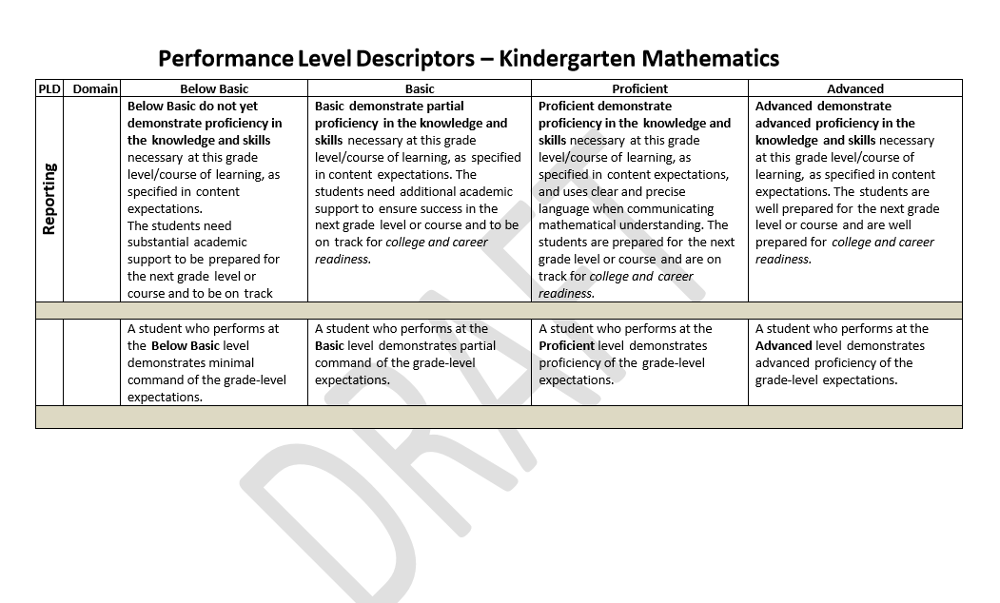 Performance Level Descriptors – Kindergarten Mathematics
PLD Domain Below Basic Basic Proficient Advanced
Reporting
Below Basic do not yet
demonstrate proficiency in
the knowledge and skills
necessary at this grade
level/course of learning, as
specified in content
expectations.
The students need
substantial academic
support to be prepared for
the next grade level or
course and to be on track
Basic demonstrate partial
proficiency in the knowledge and
skills necessary at this grade
level/course of learning, as specified
in content expectations. The
students need additional academic
support to ensure success in the
next grade level or course and to be
on track for college and career
readiness.
Proficient demonstrate
proficiency in the knowledge and
skills necessary at this grade
level/course of learning, as
specified in content expectations,
and uses clear and precise
language when communicating
mathematical understanding. The
students are prepared for the next
grade level or course and are on
track for college and career
readiness.
Advanced demonstrate
advanced proficiency in the
knowledge and skills necessary
at this grade level/course of
learning, as specified in content
expectations. The students are
well prepared for the next grade
level or course and are well
prepared for college and career
readiness.
A student who performs at
the Below Basic level
demonstrates minimal
command of the grade-level
expectations.
A student who performs at the
Basic level demonstrates partial
command of the grade-level
expectations.
A student who performs at the
Proficient level demonstrates
proficiency of the grade-level
expectations.
A student who performs at the
Advanced level demonstrates
advanced proficiency of the
grade-level expectations.
DRAFT